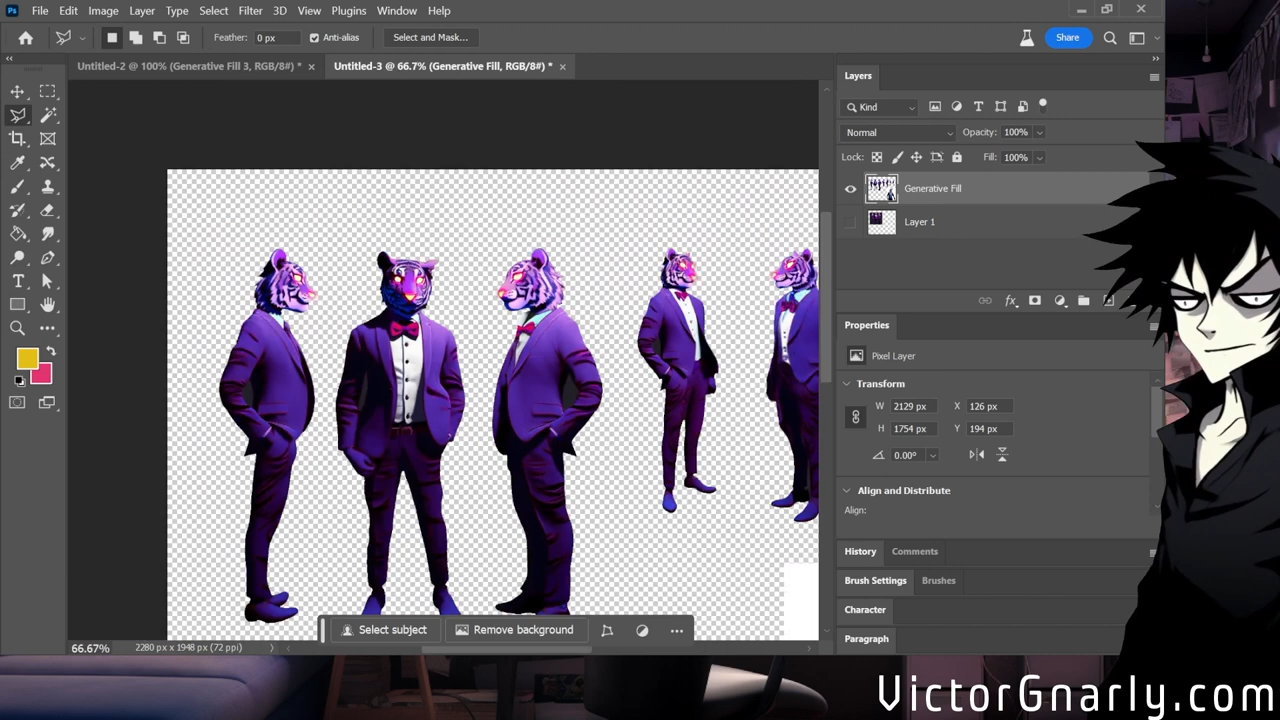 Ps File Edit Image Layer Type Select Filter 3D View Plugins Window Help
Feather: 0 px Anti-alias Select and Mask... Share
Untitled-2 @ 100% (Generative Fill 3, RGB/8#) * Untitled-3 @ 66.7% (Generative Fill, RGB/8#) *
Layers
Kind
Normal Opacity: 100%
Lock: Fill: 100%
Generative Fill
Layer 1
fx
Properties
Pixel Layer
Transform
W 2129 px X 126 px
H 1754 px Y 194 px
0.00°
Align and Distribute
Align:
History Comments
Brush Settings Brushes
Character
Paragraph
Select subject Remove background
66.67% 2280 px x 1948 px (72 ppi)
VictorGnarly.com